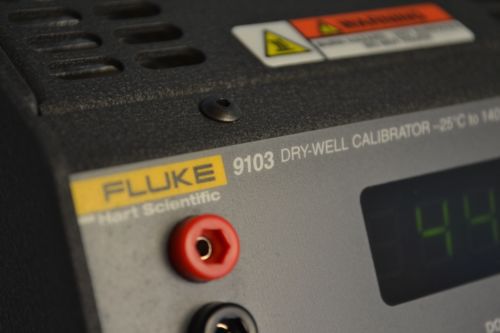 WARNING
FLUKE 9103 DRY-WELL CALIBRATOR -25°C to 140
Hart Scientific
44